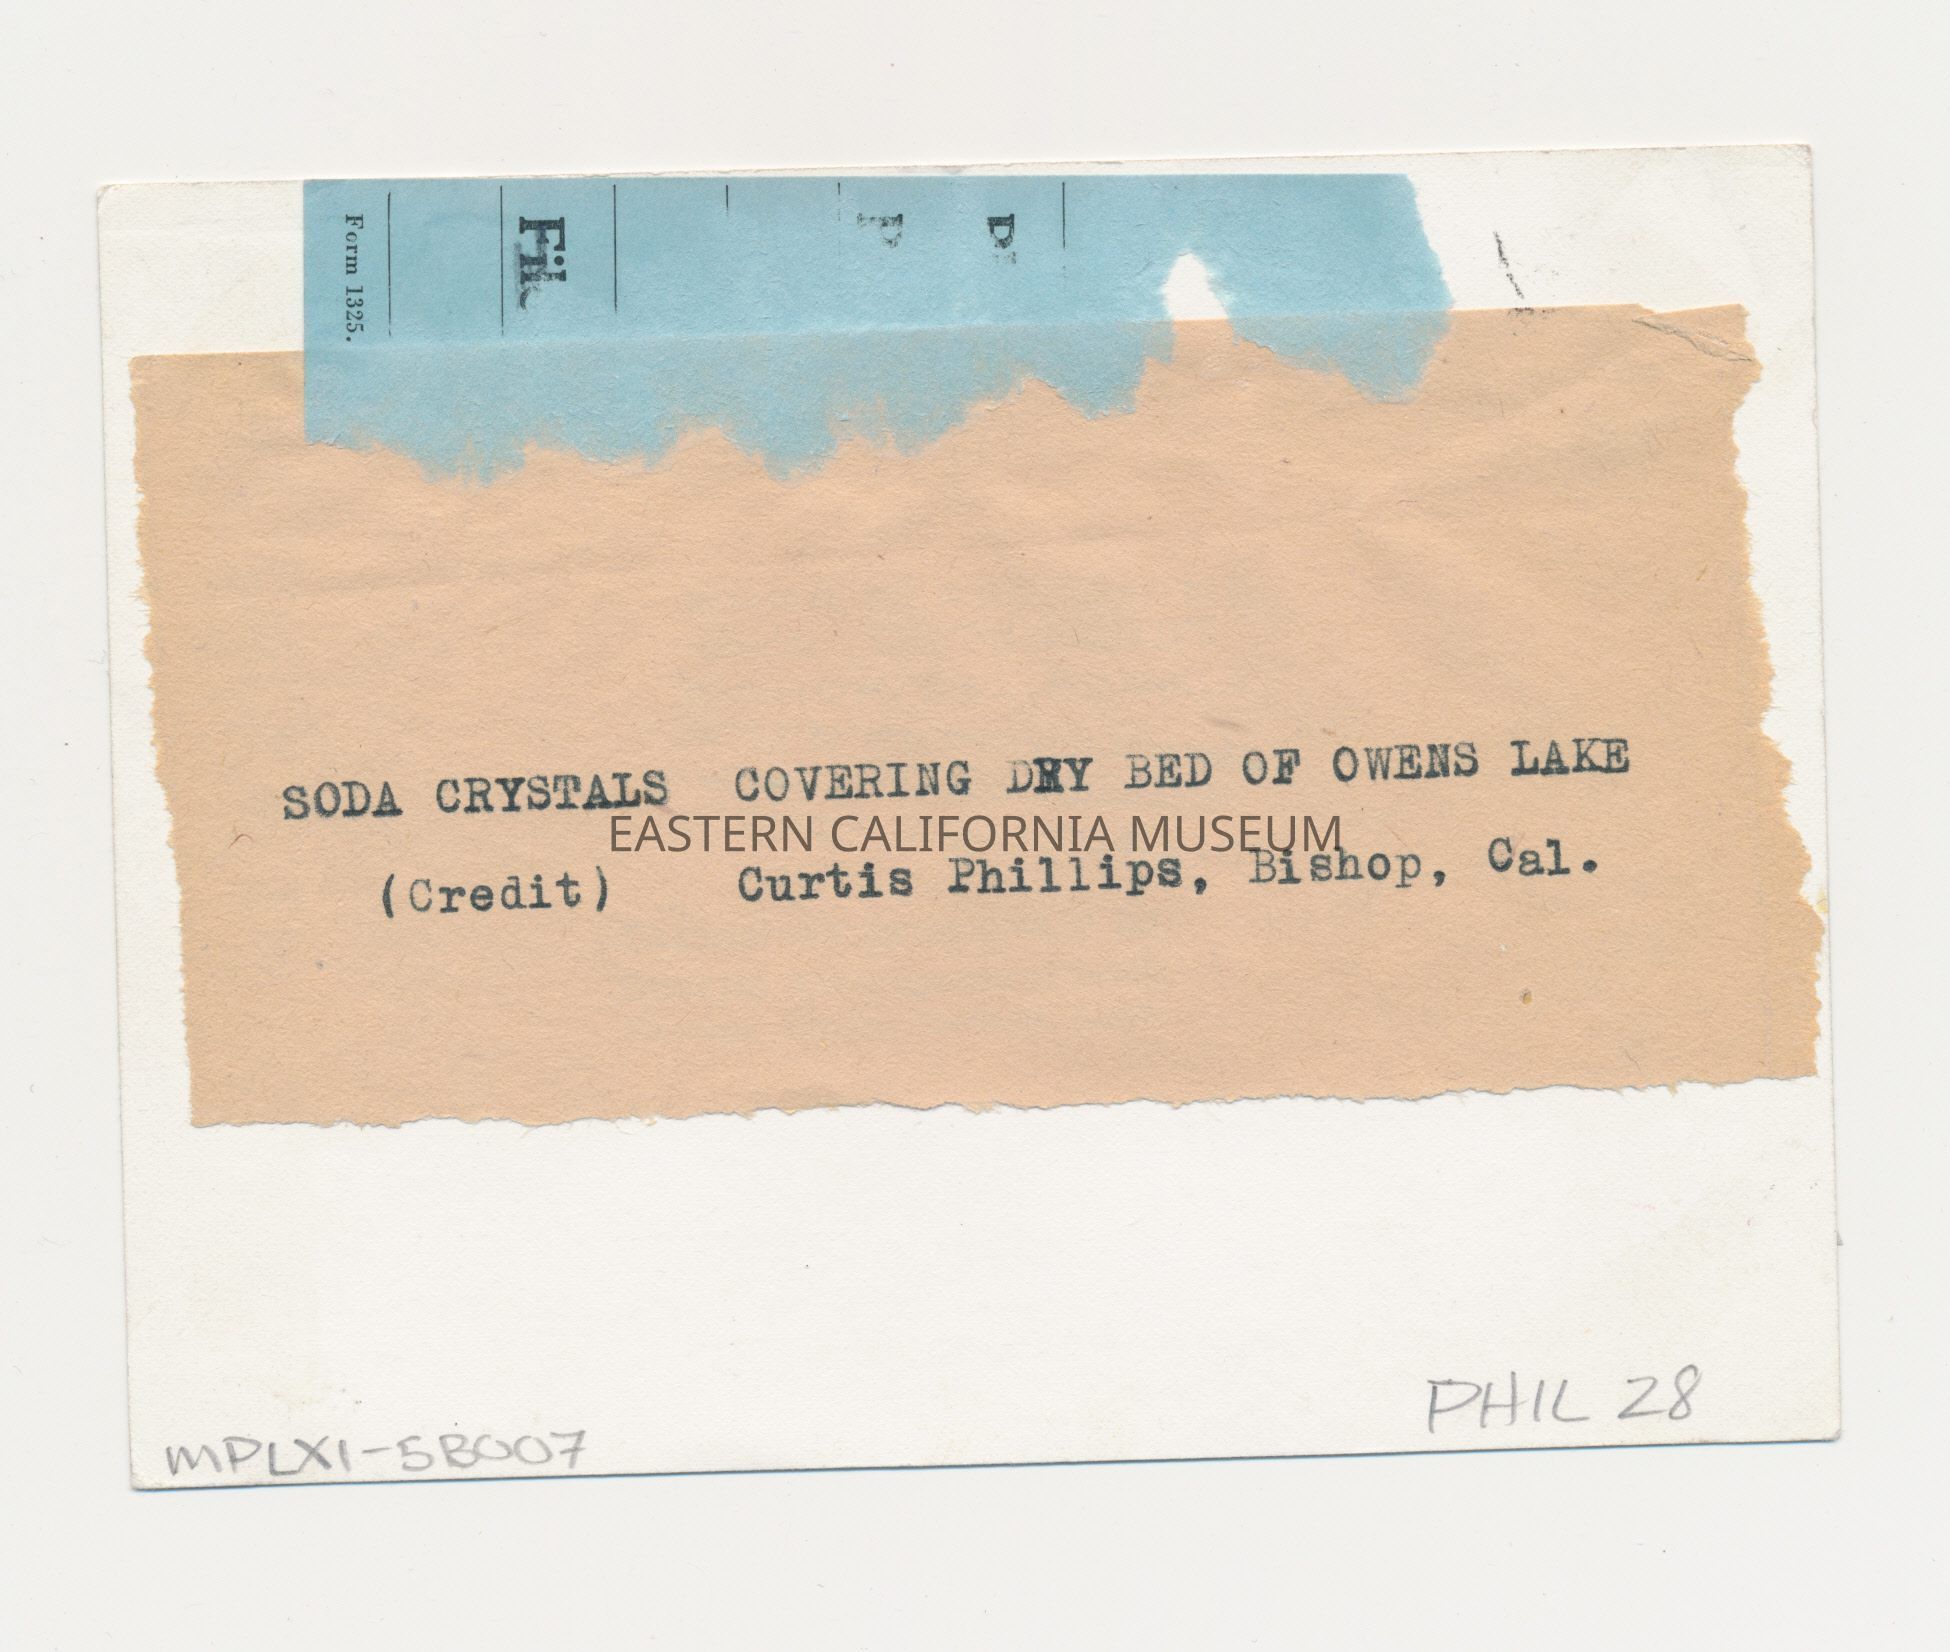 Form 1325.
SODA CRYSTALS COVERING DRY BED OF OWENS LAKE
EASTERN CALIFORNIA MUSEUM
(Credit) Curtis Phillips, Bishop, Cal.
MPLXI-5B007
PHIL 28